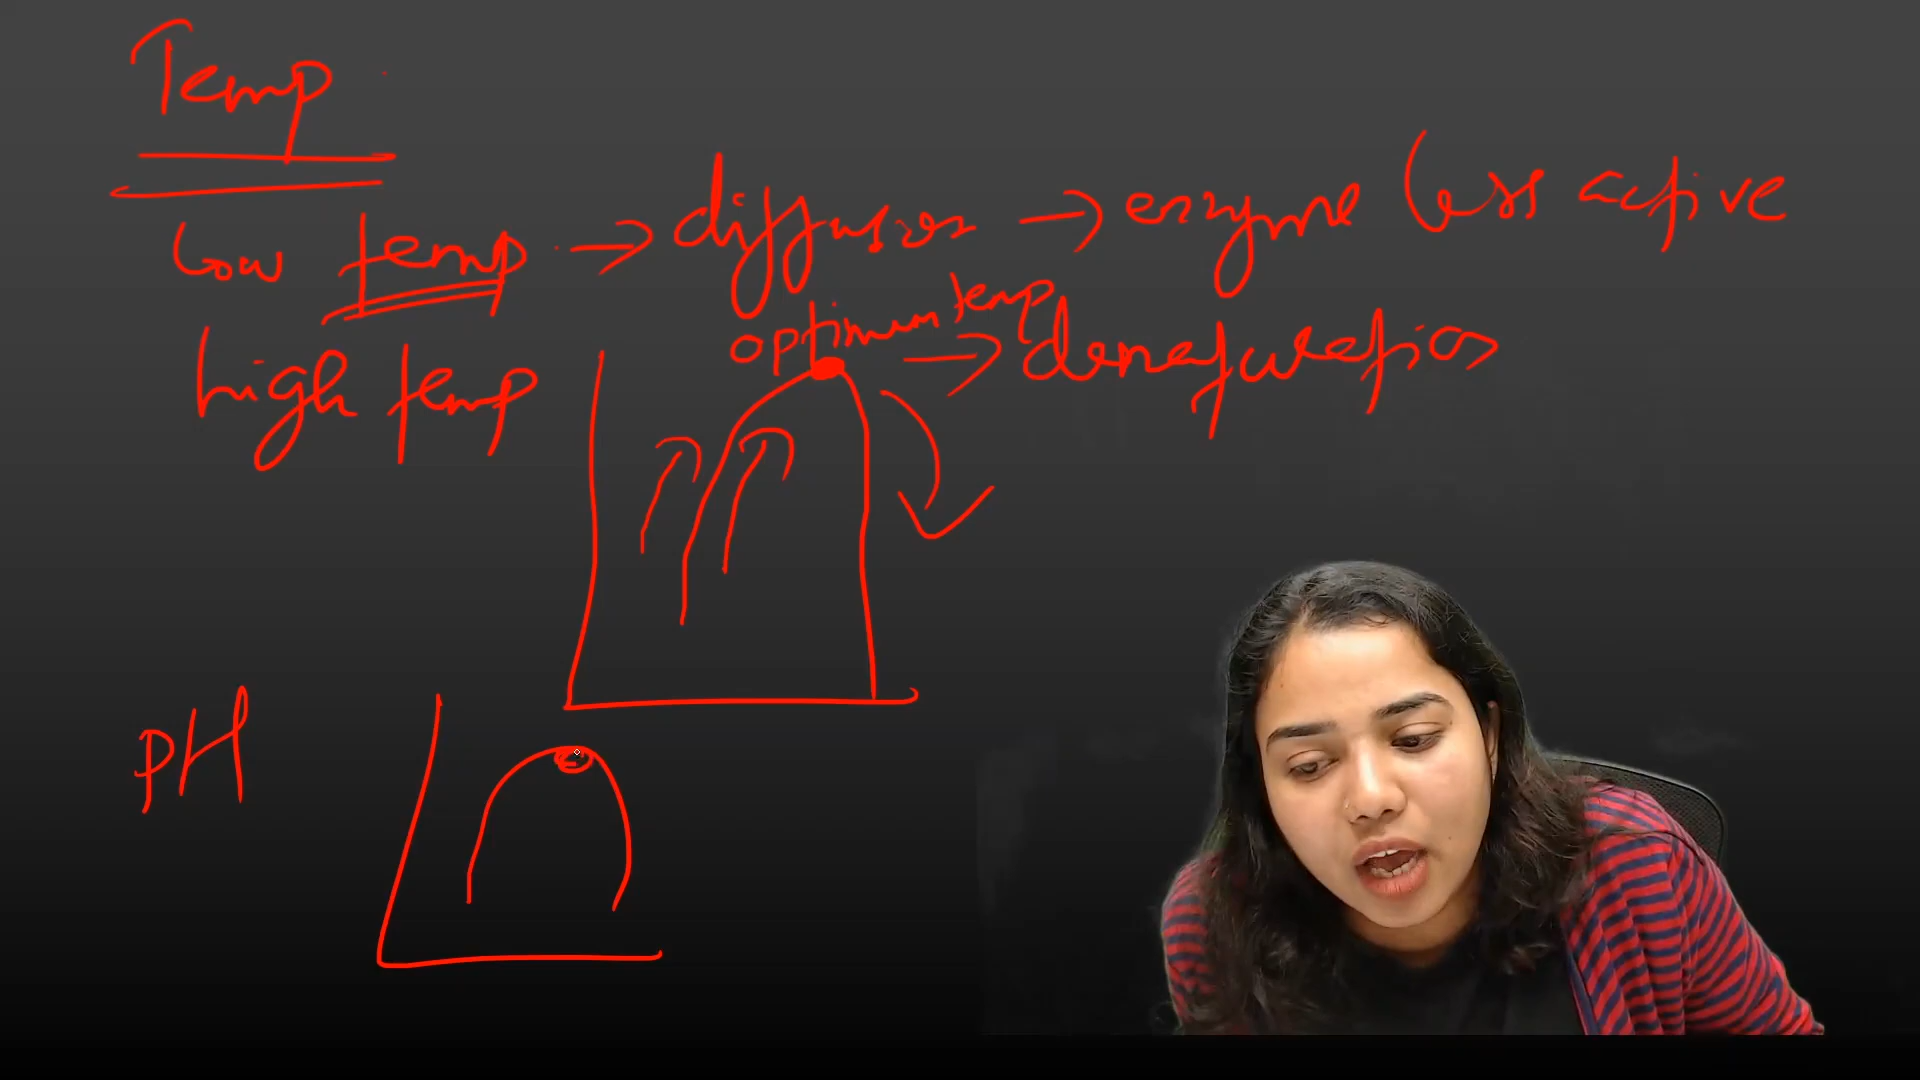 Temp
Low temp → diffusion → enzyme less active
optimum temp
high temp → denaturation
pH